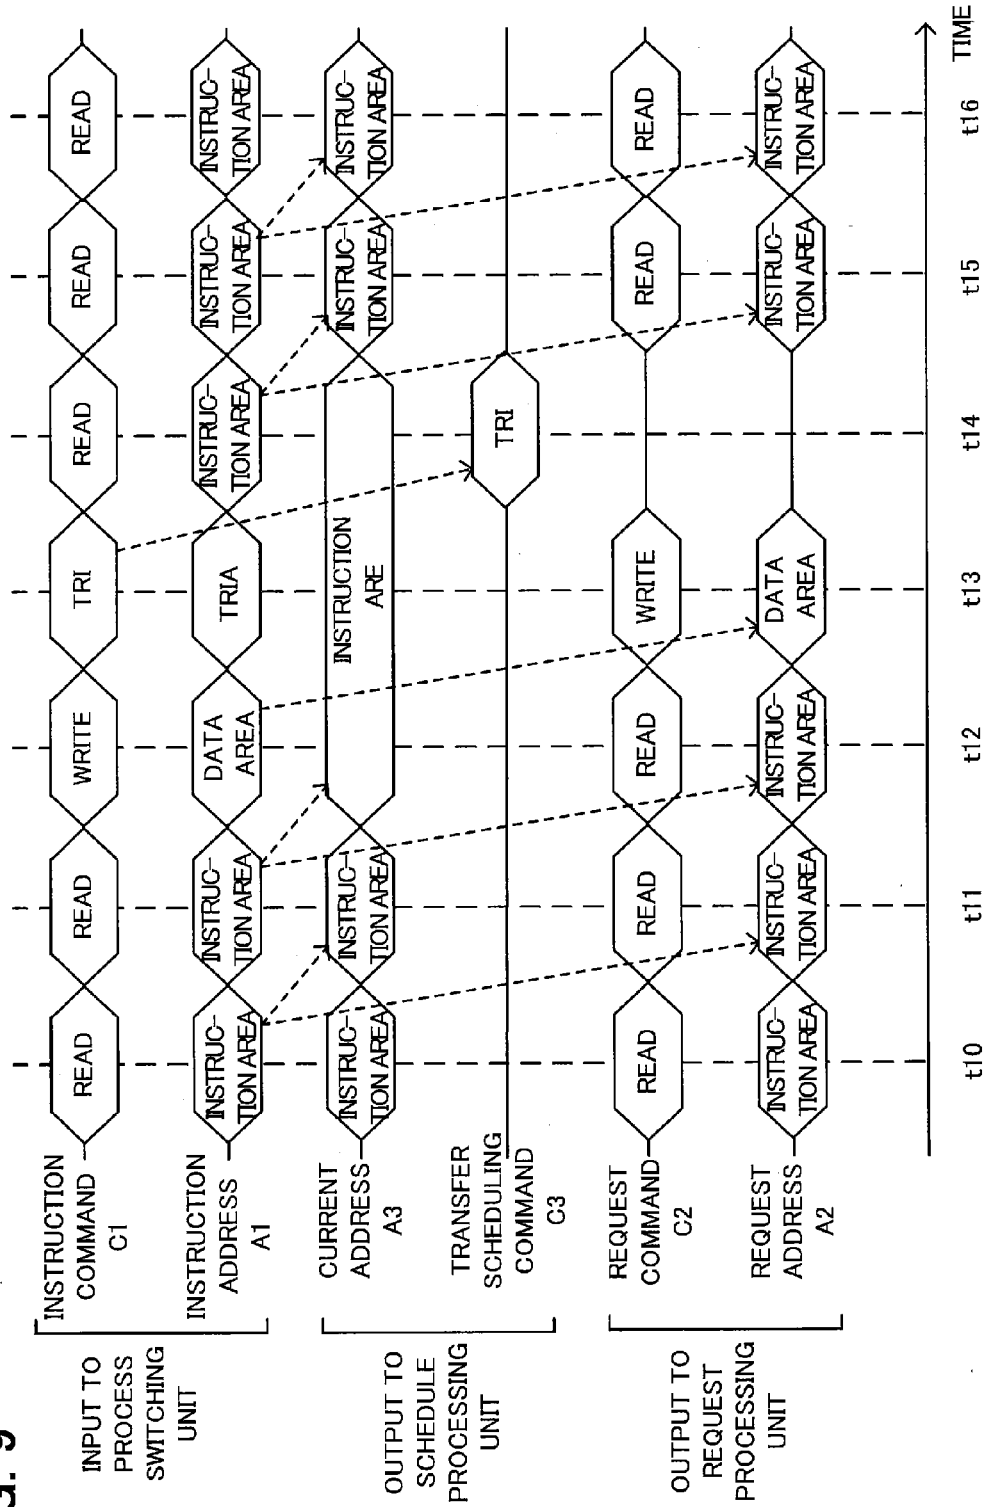 G. 9
INPUT TO
PROCESS
SWITCHING
UNIT
INSTRUCTION
COMMAND
C1
READ
READ
WRITE
TRI
READ
READ
READ
INSTRUCTION
ADDRESS
A1
INSTRUC-
TION AREA
INSTRUC-
TION AREA
DATA
AREA
TRIA
INSTRUC-
TION AREA
INSTRUC-
TION AREA
INSTRUC-
TION AREA
OUTPUT TO
SCHEDULE
PROCESSING
UNIT
CURRENT
ADDRESS
A3
INSTRUC-
TION AREA
INSTRUC-
TION AREA
INSTRUCTION
ARE
INSTRUC-
TION AREA
INSTRUC-
TION AREA
TRANSFER
SCHEDULING
COMMAND
C3
TRI
OUTPUT TO
REQUEST
PROCESSING
UNIT
REQUEST
COMMAND
C2
READ
READ
READ
WRITE
READ
READ
REQUEST
ADDRESS
A2
INSTRUC-
TION AREA
INSTRUC-
TION AREA
INSTRUC-
TION AREA
DATA
AREA
INSTRUC-
TION AREA
INSTRUC-
TION AREA
TIME
t10
t11
t12
t13
t14
t15
t16